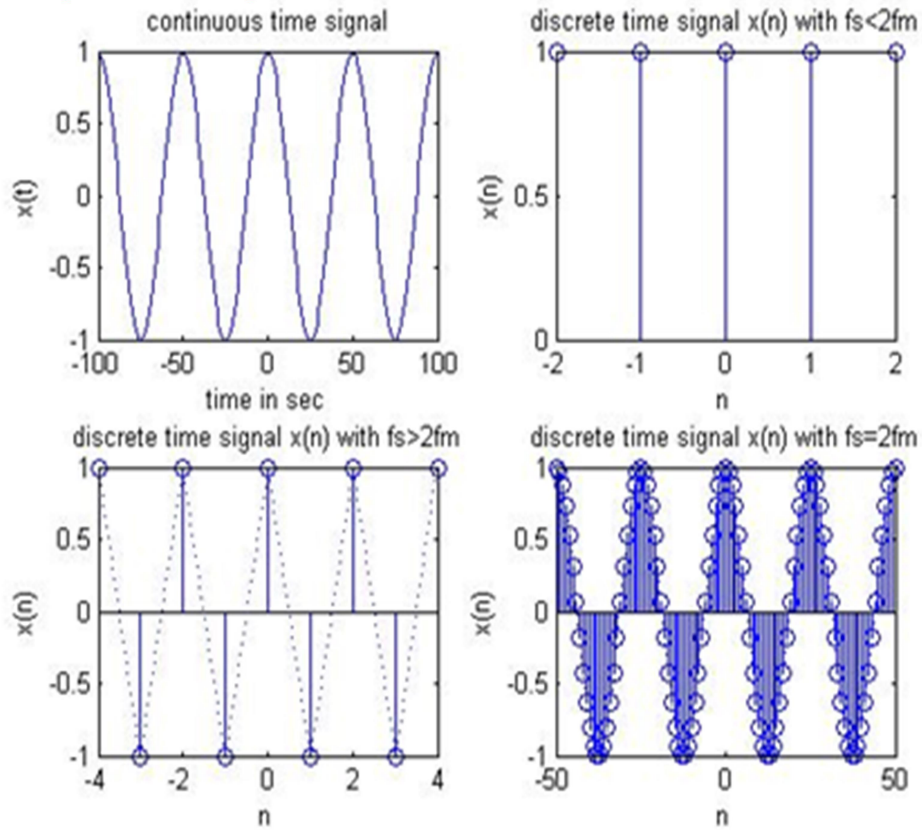 continuous time signal
1
0.5
0
-0.5
-1
x(t)
-100 -50 0 50 100
time in sec
discrete time signal x(n) with fs<2fm
1
0.5
0
x(n)
-2 -1 0 1 2
n
discrete time signal x(n) with fs>2fm
1
0.5
0
-0.5
-1
x(n)
-4 -2 0 2 4
n
discrete time signal x(n) with fs=2fm
1
0.5
0
-0.5
-1
x(n)
-50 0 50
n